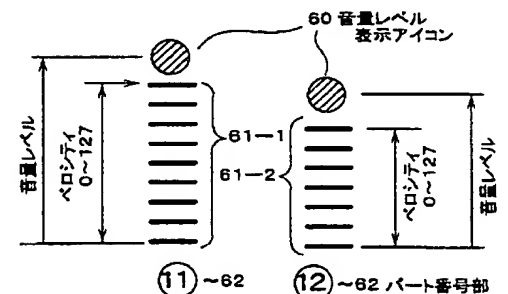 60 音量レベル
表示アイコン
音量レベル
ベロシティ
0~127
61-1
61-2
ベロシティ
0~127
音量レベル
11 ~62
12 ~62 パート番号部